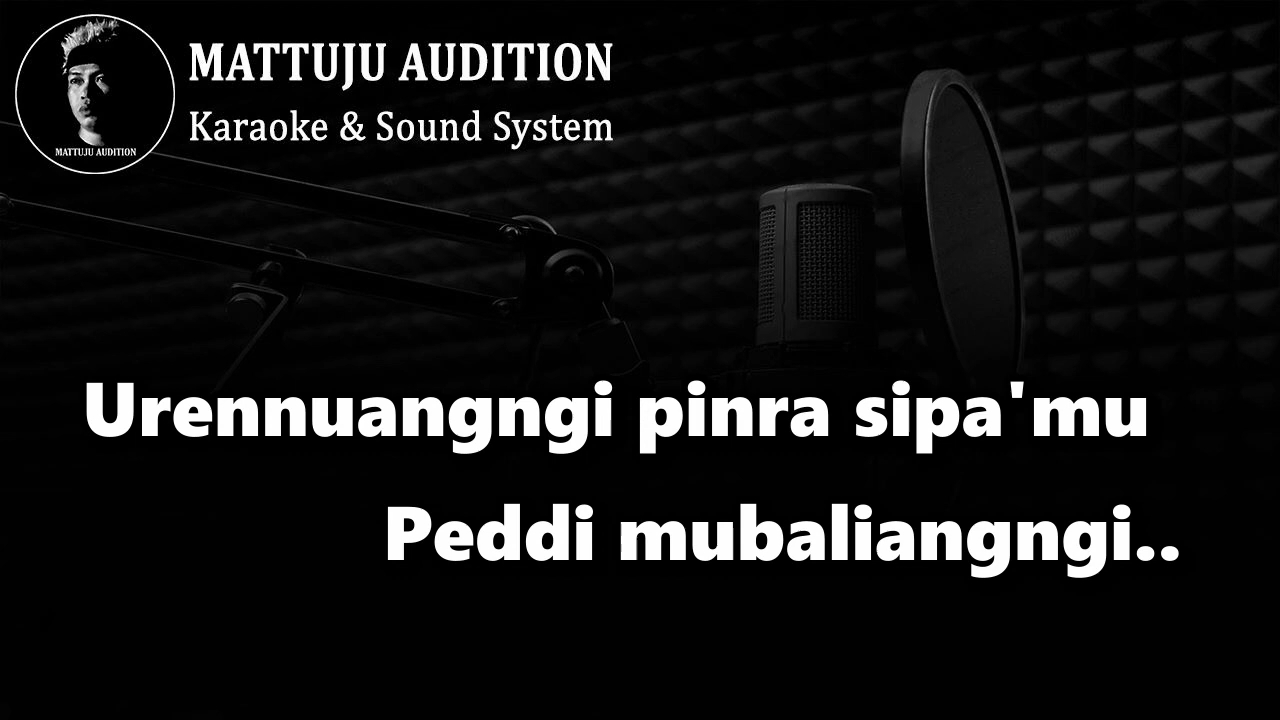 MATTUJU AUDITION
Karaoke & Sound System
MATTUJU AUDITION
Urennuangngi pinra sipa'mu
Peddi mubaliangngi..